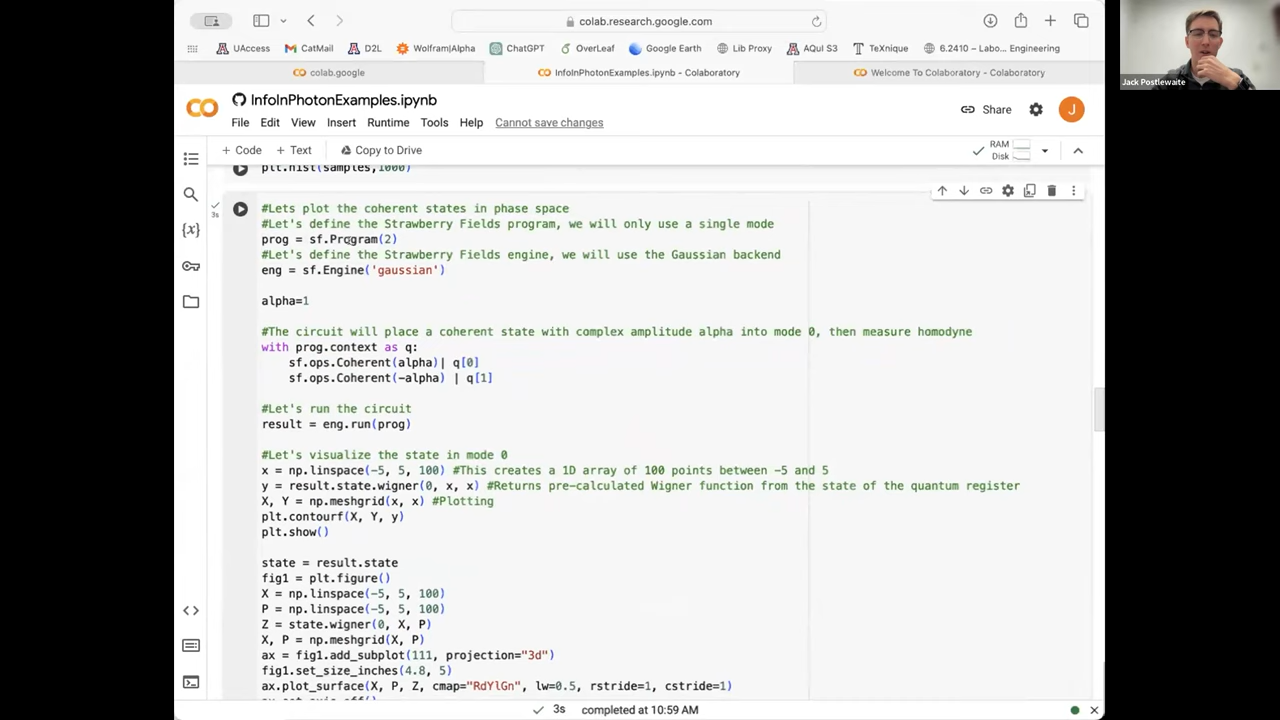 colab.research.google.com
UAccess
CatMail
D2L
Wolfram|Alpha
ChatGPT
OverLeaf
Google Earth
Lib Proxy
AQuI S3
TeXnique
6.2410 – Labo... Engineering
colab.google
InfoInPhotonExamples.ipynb - Colaboratory
Welcome To Colaboratory - Colaboratory
Jack Postlewaite
InfoInPhotonExamples.ipynb
File Edit View Insert Runtime Tools Help Cannot save changes
Share
J
+ Code + Text Copy to Drive
RAM
Disk
plt.hist(samples,1000)
3s
#Lets plot the coherent states in phase space
#Let's define the Strawberry Fields program, we will only use a single mode
prog = sf.Program(2)
#Let's define the Strawberry Fields engine, we will use the Gaussian backend
eng = sf.Engine('gaussian')
alpha=1
#The circuit will place a coherent state with complex amplitude alpha into mode 0, then measure homodyne
with prog.context as q:
sf.ops.Coherent(alpha)| q[0]
sf.ops.Coherent(-alpha) | q[1]
#Let's run the circuit
result = eng.run(prog)
#Let's visualize the state in mode 0
x = np.linspace(-5, 5, 100) #This creates a 1D array of 100 points between -5 and 5
y = result.state.wigner(0, x, x) #Returns pre-calculated Wigner function from the state of the quantum register
X, Y = np.meshgrid(x, x) #Plotting
plt.contourf(X, Y, y)
plt.show()
state = result.state
fig1 = plt.figure()
X = np.linspace(-5, 5, 100)
P = np.linspace(-5, 5, 100)
Z = state.wigner(0, X, P)
X, P = np.meshgrid(X, P)
ax = fig1.add_subplot(111, projection="3d")
fig1.set_size_inches(4.8, 5)
ax.plot_surface(X, P, Z, cmap="RdYlGn", lw=0.5, rstride=1, cstride=1)
3s completed at 10:59 AM